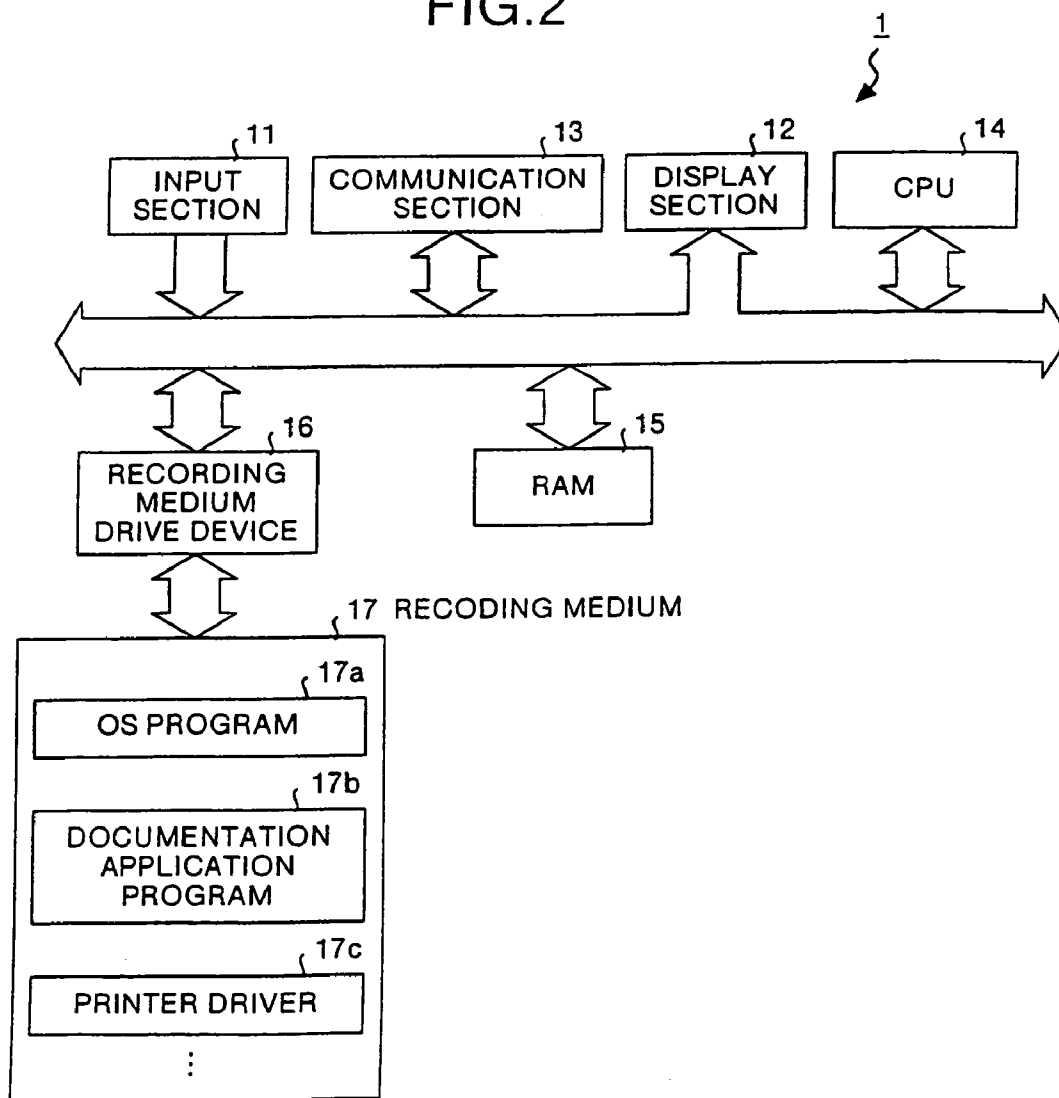 FIG.2
1
11
INPUT
SECTION
13
COMMUNICATION
SECTION
12
DISPLAY
SECTION
14
CPU
16
RECORDING
MEDIUM
DRIVE DEVICE
15
RAM
17 RECODING MEDIUM
17a
OS PROGRAM
17b
DOCUMENTATION
APPLICATION
PROGRAM
17c
PRINTER DRIVER
⋮